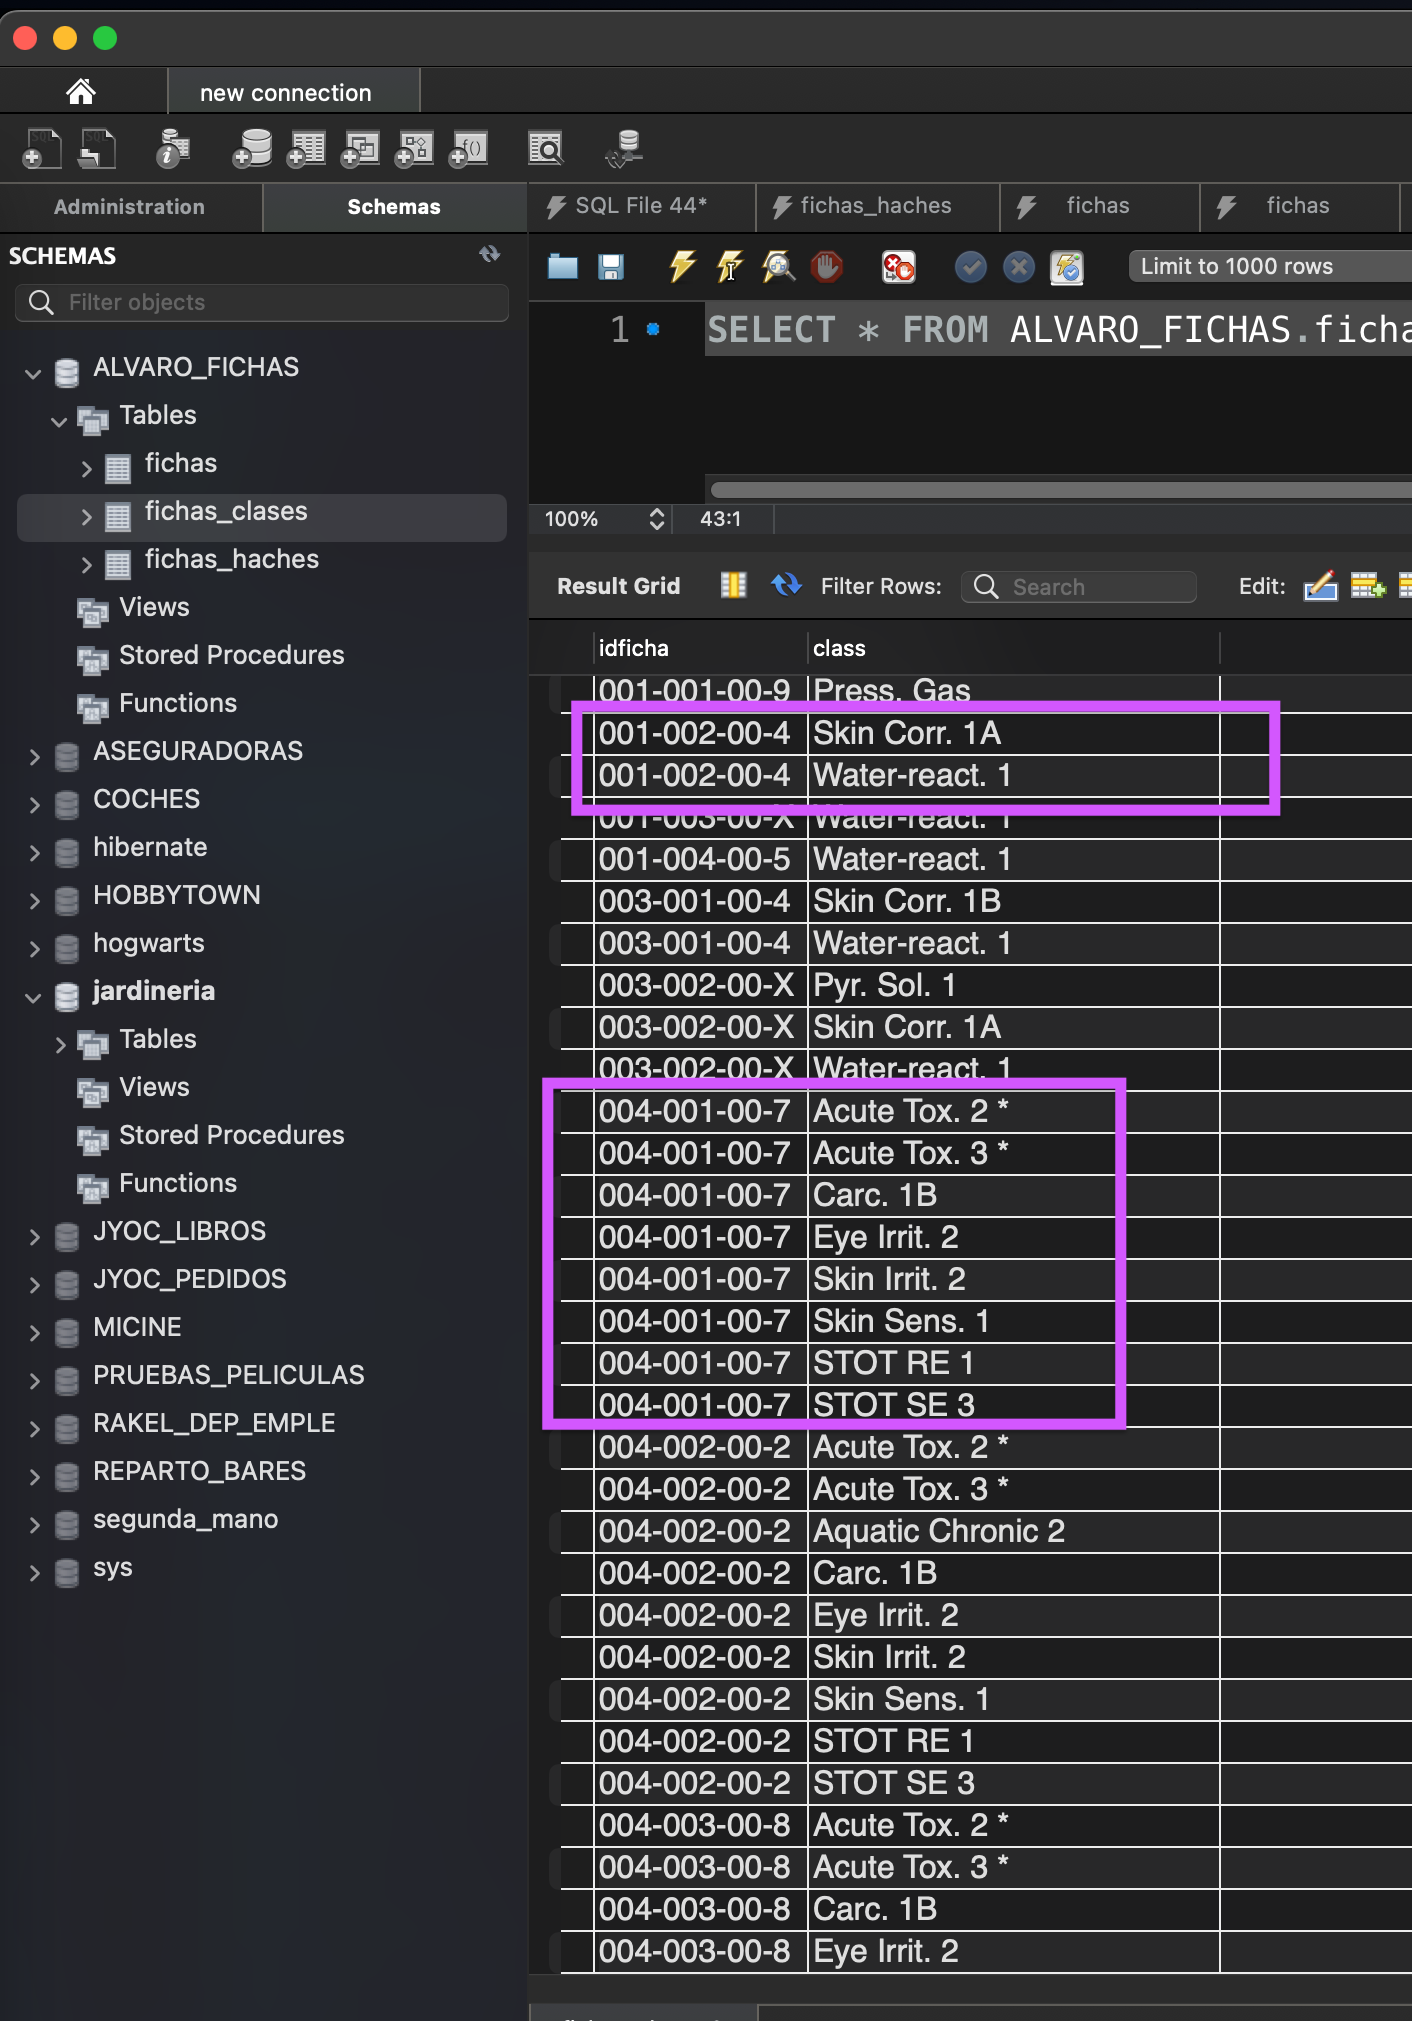 new connection
Administration
Schemas
SQL File 44*
fichas_haches
fichas
fichas
SCHEMAS
Filter objects
Limit to 1000 rows
1
SELECT * FROM ALVARO_FICHAS.ficha
ALVARO_FICHAS
Tables
fichas
fichas_clases
fichas_haches
Views
Stored Procedures
Functions
ASEGURADORAS
COCHES
hibernate
HOBBYTOWN
hogwarts
jardineria
Tables
Views
Stored Procedures
Functions
JYOC_LIBROS
JYOC_PEDIDOS
MICINE
PRUEBAS_PELICULAS
RAKEL_DEP_EMPLE
REPARTO_BARES
segunda_mano
sys
100%
43:1
Result Grid
Filter Rows:
Search
Edit:
idficha class
001-001-00-9 Press. Gas
001-002-00-4 Skin Corr. 1A
001-002-00-4 Water-react. 1
001-003-00-X Water-react. 1
001-004-00-5 Water-react. 1
003-001-00-4 Skin Corr. 1B
003-001-00-4 Water-react. 1
003-002-00-X Pyr. Sol. 1
003-002-00-X Skin Corr. 1A
003-002-00-X Water-react. 1
004-001-00-7 Acute Tox. 2 *
004-001-00-7 Acute Tox. 3 *
004-001-00-7 Carc. 1B
004-001-00-7 Eye Irrit. 2
004-001-00-7 Skin Irrit. 2
004-001-00-7 Skin Sens. 1
004-001-00-7 STOT RE 1
004-001-00-7 STOT SE 3
004-002-00-2 Acute Tox. 2 *
004-002-00-2 Acute Tox. 3 *
004-002-00-2 Aquatic Chronic 2
004-002-00-2 Carc. 1B
004-002-00-2 Eye Irrit. 2
004-002-00-2 Skin Irrit. 2
004-002-00-2 Skin Sens. 1
004-002-00-2 STOT RE 1
004-002-00-2 STOT SE 3
004-003-00-8 Acute Tox. 2 *
004-003-00-8 Acute Tox. 3 *
004-003-00-8 Carc. 1B
004-003-00-8 Eye Irrit. 2